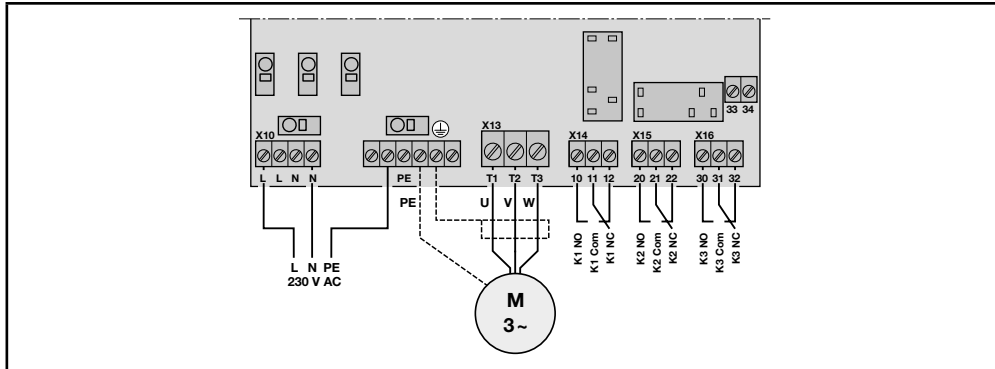 33 34
X10 X13 X14 X15 X16
L L N N PE T1 T2 T3 10 11 12 20 21 22 30 31 32
PE U V W
K1 NO
K1 Com
K1 NC
K2 NO
K2 Com
K2 NC
K3 NO
K3 Com
K3 NC
L N PE
230 V AC
M
3~